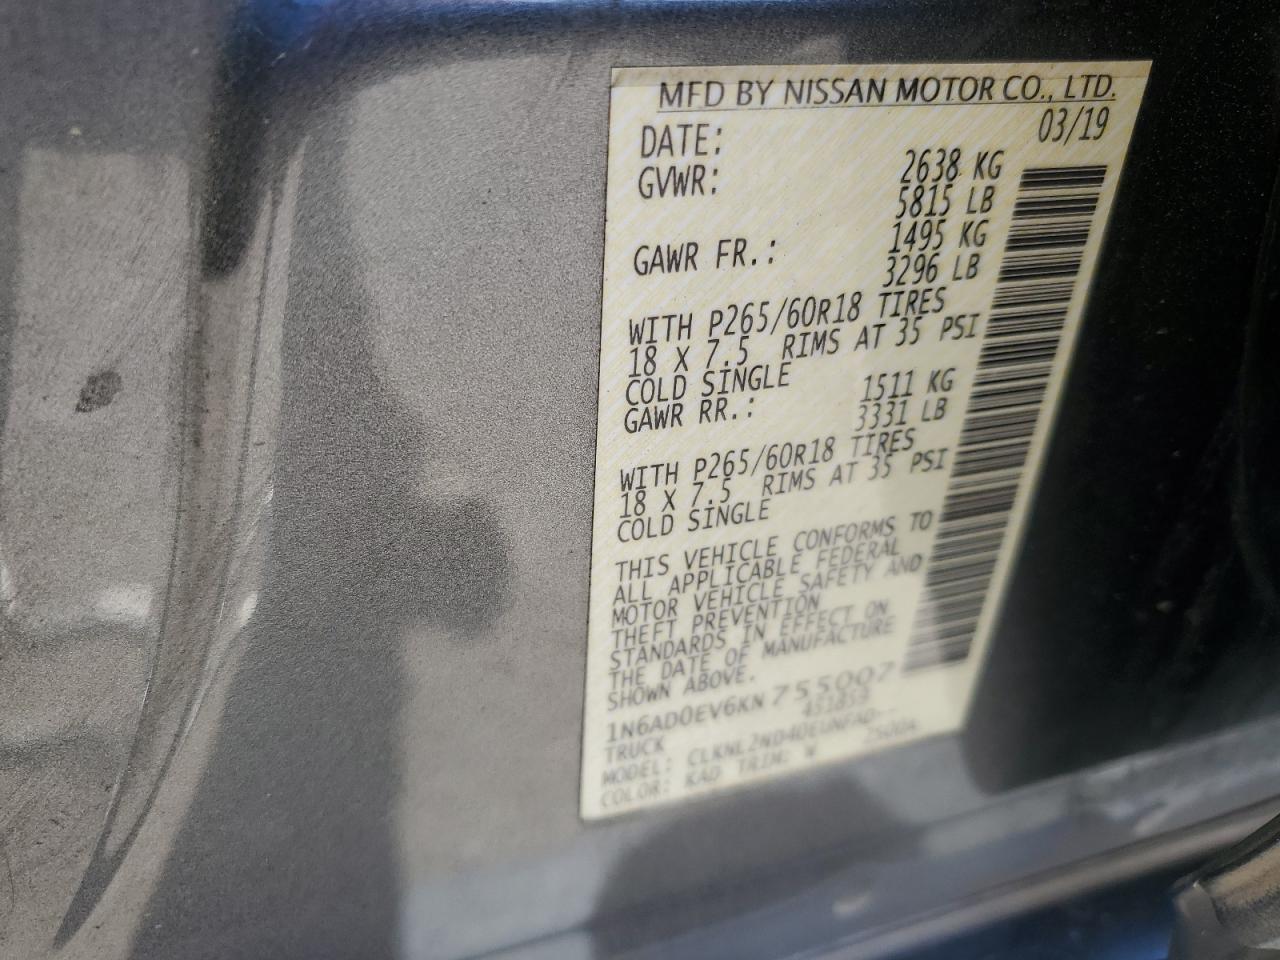 MFD BY NISSAN MOTOR CO., LTD.
DATE: 03/19
GVWR: 2638 KG
5815 LB
GAWR FR.: 1495 KG
3296 LB
WITH P265/60R18 TIRES
18 X 7.5 RIMS AT 35 PSI
COLD SINGLE
GAWR RR.: 1511 KG
3331 LB
WITH P265/60R18 TIRES
18 X 7.5 RIMS AT 35 PSI
COLD SINGLE
THIS VEHICLE CONFORMS TO
ALL APPLICABLE FEDERAL
MOTOR VEHICLE SAFETY AND
THEFT PREVENTION
STANDARDS IN EFFECT ON
THE DATE OF MANUFACTURE
SHOWN ABOVE.
1N6AD0EV6KN755007
TRUCK 451859
MODEL:
COLOR: KAD TRIM: W